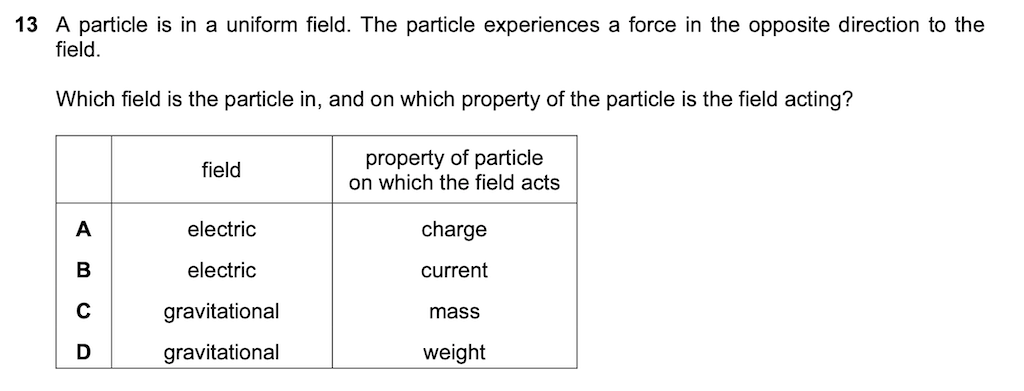 13 A particle is in a uniform field. The particle experiences a force in the opposite direction to the
field.
Which field is the particle in, and on which property of the particle is the field acting?
field property of particle
on which the field acts
A electric charge
B electric current
C gravitational mass
D gravitational weight